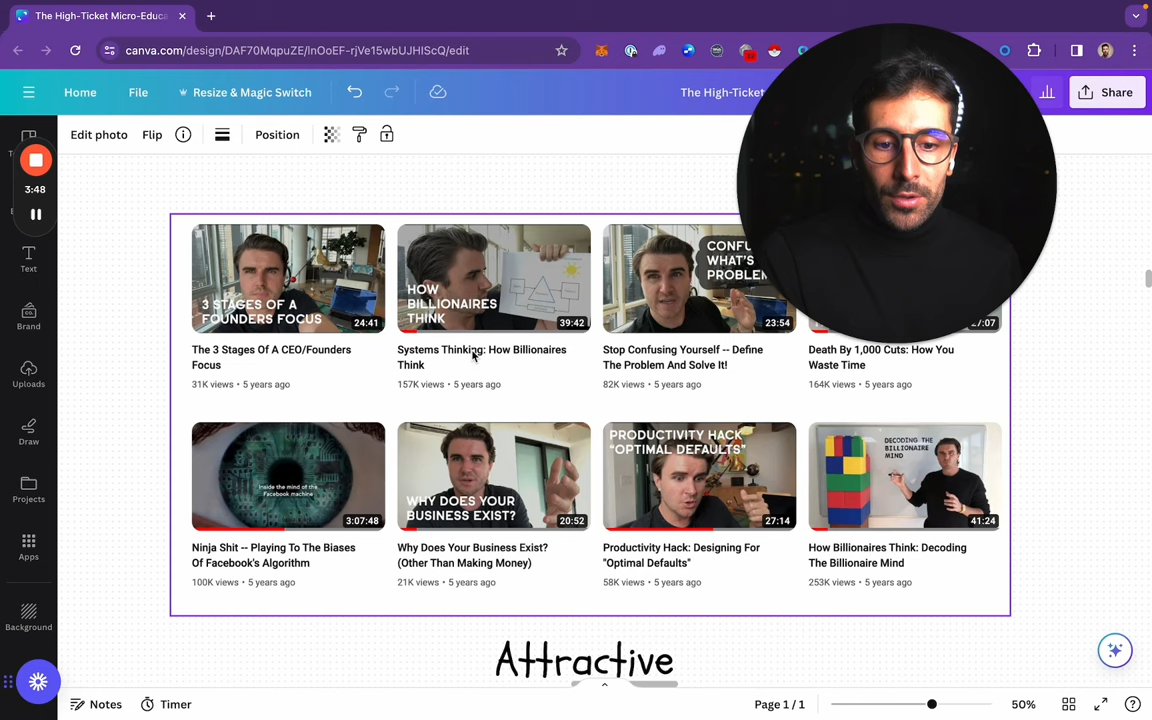 The High-Ticket Micro-Educa
canva.com/design/DAF70MqpuZE/lnOoEF-rjVe15wbUJHIScQ/edit
Home
File
Resize & Magic Switch
The High-Ticket
Share
Edit photo
Flip
Position
3:48
Text
Brand
Uploads
Draw
Projects
Apps
Background
3 STAGES OF A
FOUNDERS FOCUS
24:41
HOW
BILLIONAIRES
THINK
39:42
WHAT'S
23:54
27:07
The 3 Stages Of A CEO/Founders
Focus
31K views • 5 years ago
Systems Thinking: How Billionaires
Think
157K views • 5 years ago
Stop Confusing Yourself -- Define
The Problem And Solve It!
82K views • 5 years ago
Death By 1,000 Cuts: How You
Waste Time
164K views • 5 years ago
Inside the mind of the
Facebook machine
3:07:48
WHY DOES YOUR
BUSINESS EXIST?
20:52
PRODUCTIVITY HACK
"OPTIMAL DEFAULTS"
27:14
DECODING THE
BILLIONAIRE
MIND
41:24
Ninja Shit -- Playing To The Biases
Of Facebook's Algorithm
100K views • 5 years ago
Why Does Your Business Exist?
(Other Than Making Money)
21K views • 5 years ago
Productivity Hack: Designing For
"Optimal Defaults"
58K views • 5 years ago
How Billionaires Think: Decoding
The Billionaire Mind
253K views • 5 years ago
Attractive
Notes
Timer
Page 1 / 1
50%